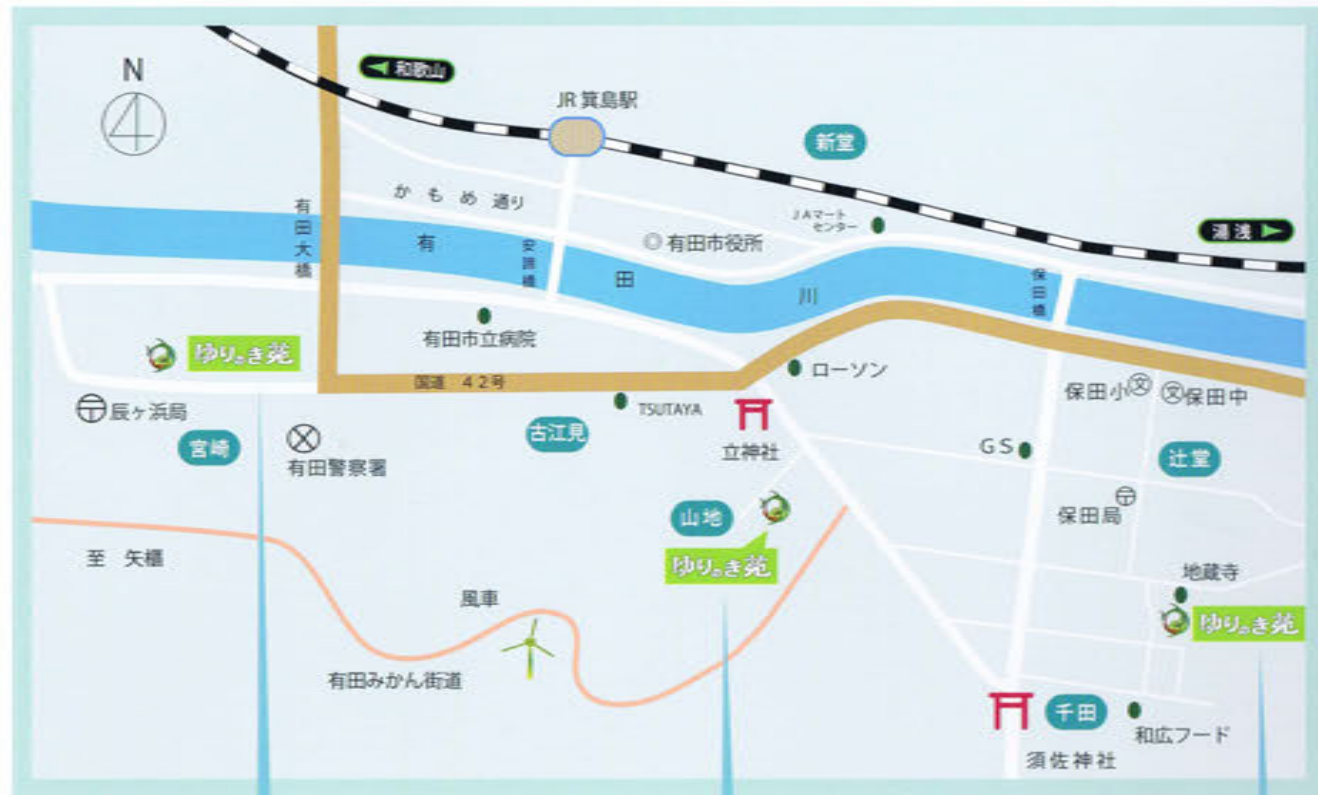 N
和歌山
JR 箕島駅
新堂
かもめ通り
JAマート
センター
湯浅
有田大橋
有田川
安諦橋
有田市役所
保田橋
有田市立病院
ゆりのき苑
ローソン
国道 42号
保田小
文
文
保田中
辰ヶ浜局
TSUTAYA
宮崎
古江見
有田警察署
立神社
GS
辻堂
山地
保田局
至 矢櫃
ゆりのき苑
地蔵寺
風車
ゆりのき苑
有田みかん街道
千田
和広フード
須佐神社